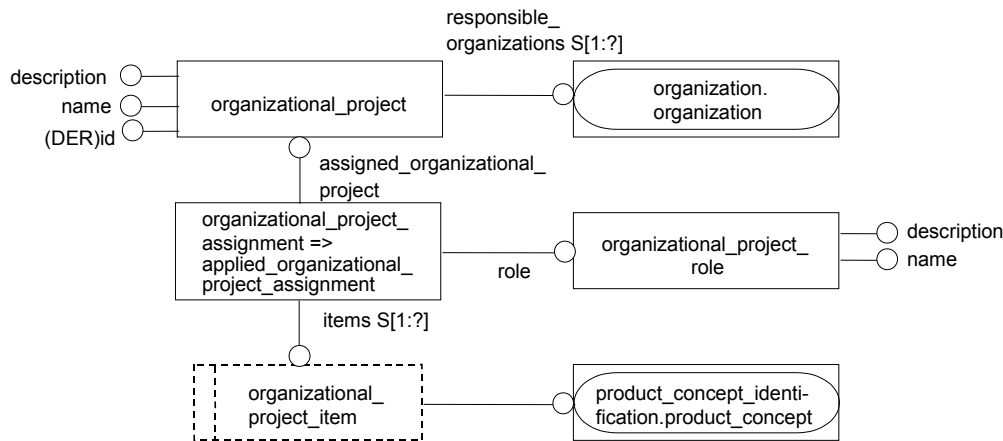 responsible_
organizations S[1:?]
description
name
(DER)id
organizational_project
organization.
organization
assigned_organizational_
project
organizational_project_
assignment =>
applied_organizational_
project_assignment
role
organizational_project_
role
description
name
items S[1:?]
organizational_
project_item
product_concept_identi-
fication.product_concept